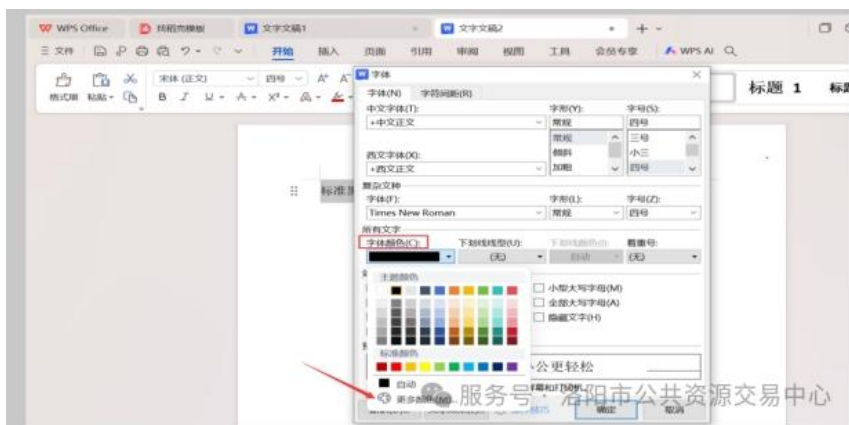 WPS Office 找稻壳模板 文字文稿1 文字文稿2
文件 开始 插入 页面 引用 审阅 视图 工具 会员专享 WPS AI
格式刷 粘贴 宋体 (正文) 四号 A⁺ A⁻ 标题 1
B I U A X²
字体
字体(N) 字符间距(R)
中文字体(T): 字形(Y): 字号(S):
+中文正文 常规 四号
常规 三号
倾斜 小三
西文字体(X): 加粗 四号
+西文正文
复杂文种
字体(F): 字形(L): 字号(Z):
Times New Roman 常规 四号
所有文字
字体颜色(C): 下划线线型(U): 下划线颜色(I): 着重号:
(无) 自动 (无)
主题颜色
小型大写字母(M)
全部大写字母(A)
隐藏文字(H)
标准颜色
公更轻松
自动
更多颜色(M)...
服务号 · 洛阳市公共资源交易中心
确定 取消
标准